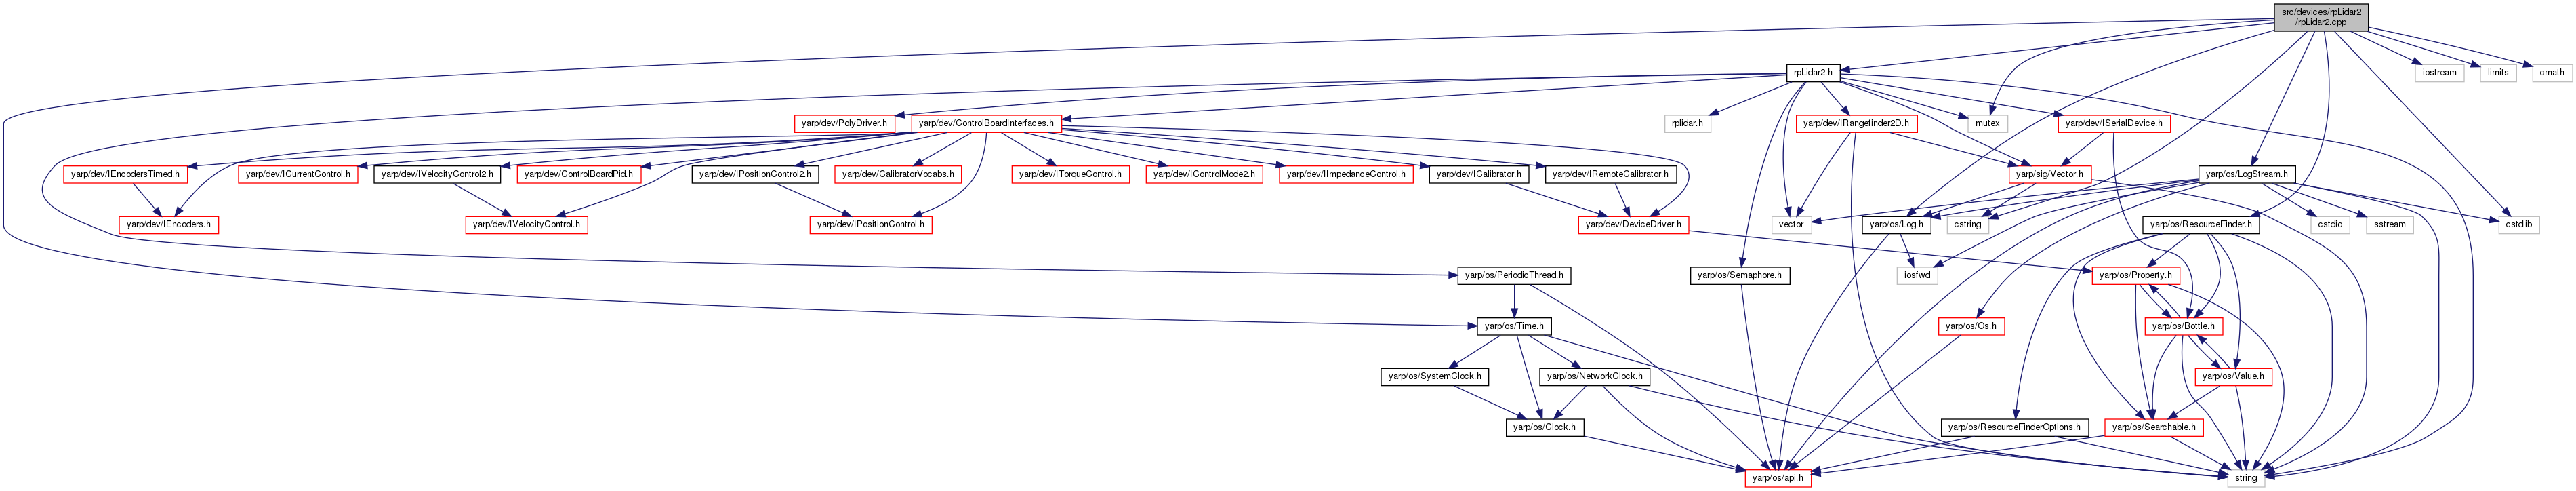 src/devices/rpLidar2
/rpLidar2.cpp
rpLidar2.h
iostream
limits
cmath
yarp/dev/PolyDriver.h
yarp/dev/ControlBoardInterfaces.h
rplidar.h
yarp/dev/IRangefinder2D.h
mutex
yarp/dev/ISerialDevice.h
yarp/dev/IEncodersTimed.h
yarp/dev/ICurrentControl.h
yarp/dev/IVelocityControl2.h
yarp/dev/ControlBoardPid.h
yarp/dev/IPositionControl2.h
yarp/dev/CalibratorVocabs.h
yarp/dev/ITorqueControl.h
yarp/dev/IControlMode2.h
yarp/dev/IImpedanceControl.h
yarp/dev/ICalibrator.h
yarp/dev/IRemoteCalibrator.h
yarp/sig/Vector.h
yarp/os/LogStream.h
yarp/dev/IEncoders.h
yarp/dev/IVelocityControl.h
yarp/dev/IPositionControl.h
yarp/dev/DeviceDriver.h
vector
yarp/os/Log.h
cstring
yarp/os/ResourceFinder.h
cstdio
sstream
cstdlib
yarp/os/PeriodicThread.h
yarp/os/Semaphore.h
iosfwd
yarp/os/Property.h
yarp/os/Time.h
yarp/os/Os.h
yarp/os/Bottle.h
yarp/os/SystemClock.h
yarp/os/NetworkClock.h
yarp/os/Value.h
yarp/os/Clock.h
yarp/os/ResourceFinderOptions.h
yarp/os/Searchable.h
yarp/os/api.h
string